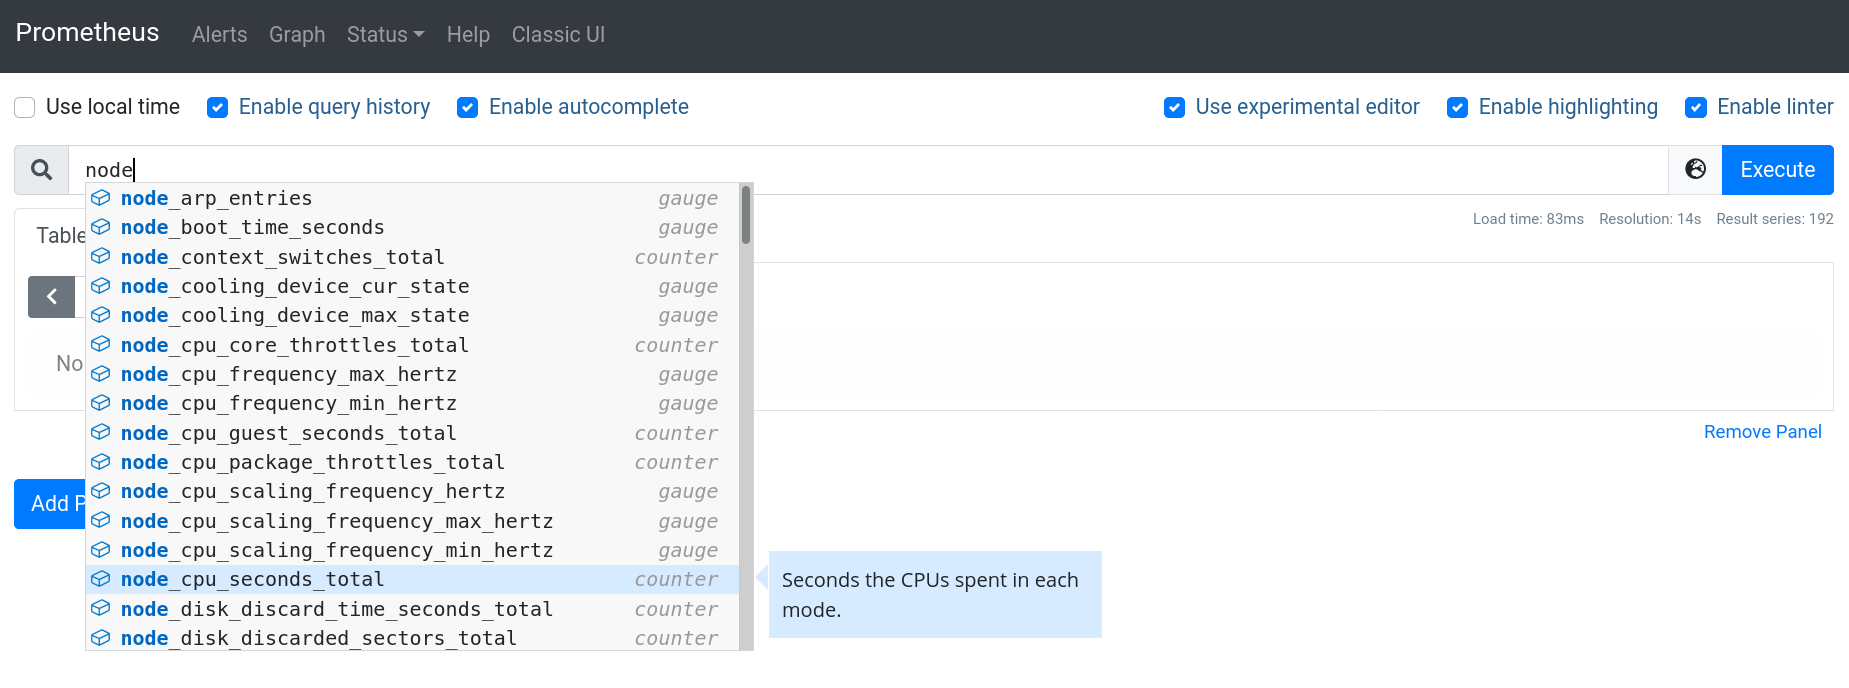 Prometheus Alerts Graph Status Help Classic UI
Use local time Enable query history Enable autocomplete Use experimental editor Enable highlighting Enable linter
node Execute
node_arp_entries gauge
Load time: 83ms Resolution: 14s Result series: 192
node_boot_time_seconds gauge
Table
node_context_switches_total counter
node_cooling_device_cur_state gauge
node_cooling_device_max_state gauge
node_cpu_core_throttles_total counter
No
node_cpu_frequency_max_hertz gauge
node_cpu_frequency_min_hertz gauge
node_cpu_guest_seconds_total counter
Remove Panel
node_cpu_package_throttles_total counter
node_cpu_scaling_frequency_hertz gauge
Add P
node_cpu_scaling_frequency_max_hertz gauge
node_cpu_scaling_frequency_min_hertz gauge
node_cpu_seconds_total counter
Seconds the CPUs spent in each
mode.
node_disk_discard_time_seconds_total counter
node_disk_discarded_sectors_total counter